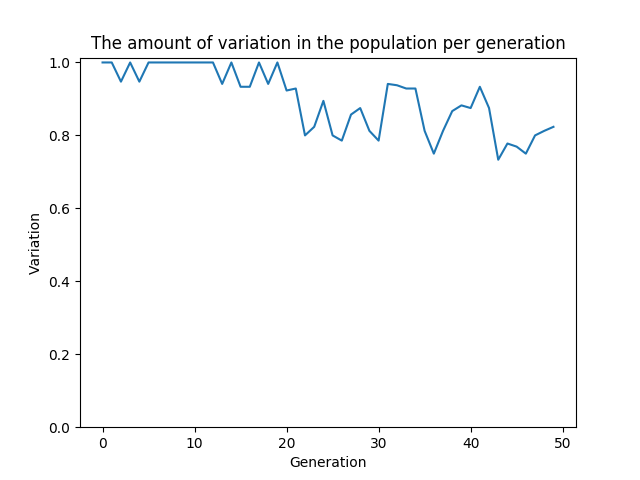 The amount of variation in the population per generation
1.0
0.8
0.6
0.4
0.2
0.0
Variation
0 10 20 30 40 50
Generation